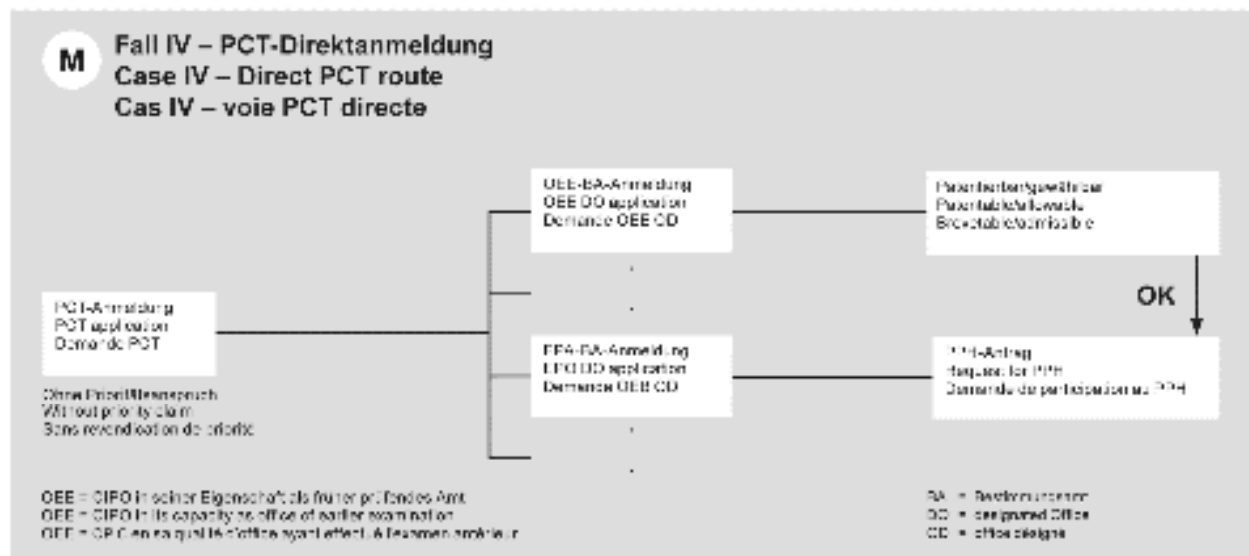 M
Fall IV – PCT-Direktanmeldung
Case IV – Direct PCT route
Cas IV – voie PCT directe
OEE-BA-Anmeldung
OEE DO application
Demande OEE OD
Patentierbar/gewährbar
Patentable/allowable
Brevetable/admissible
OK
PCT-Anmeldung
PCT application
Demande PCT
EPA-BA-Anmeldung
EPO DO application
Demande OEB OD
PPH-Antrag
Request for PPH
Demande de participation au PPH
Ohne Prioritätsanspruch
Without priority claim
Sans revendication de priorité
OEE = CIPO in seiner Eigenschaft als früher prüfendes Amt
OEE = CIPO in its capacity as office of earlier examination
OEE = OPIC en sa qualité d'office ayant effectué l'examen antérieur
BA = Bestimmungsamt
DO = designated Office
OD = office désigné